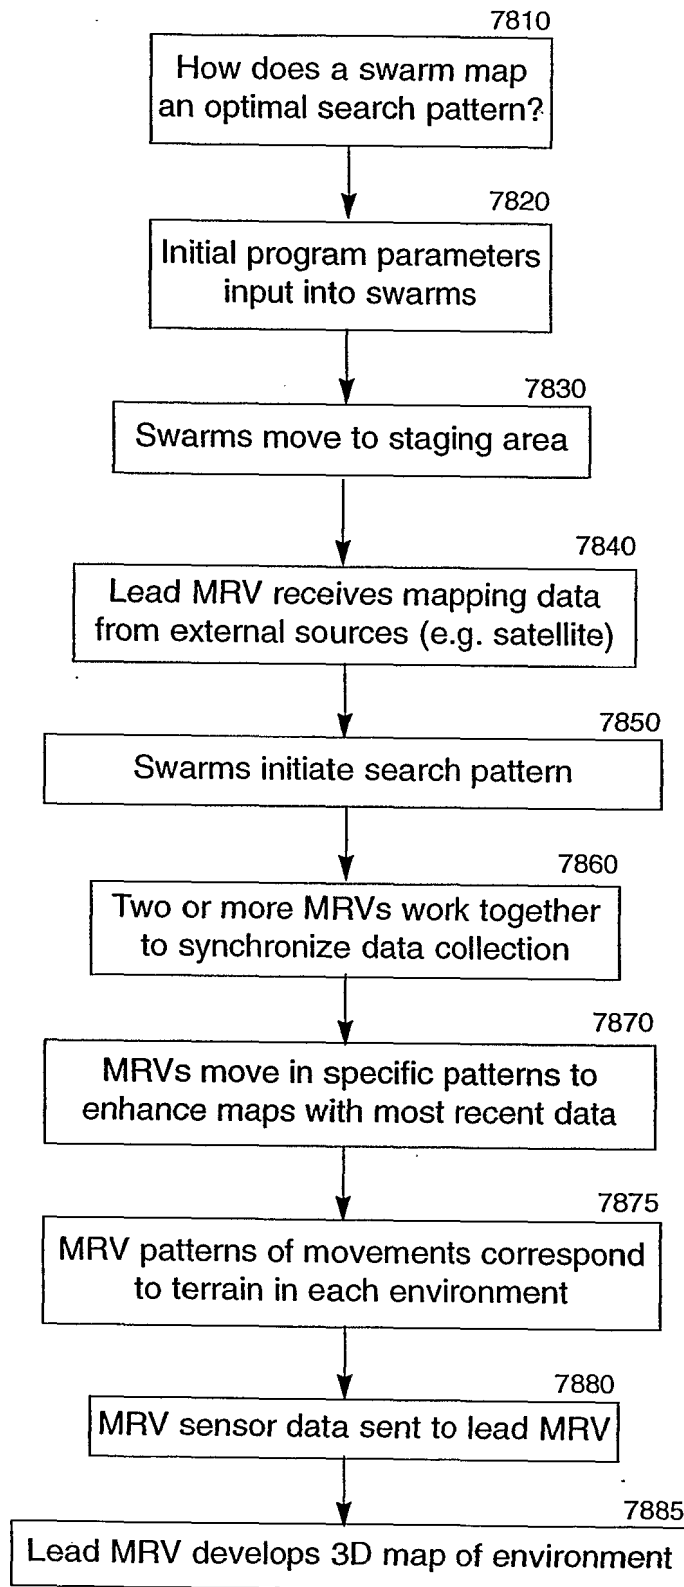 7810
How does a swarm map
an optimal search pattern?
7820
Initial program parameters
input into swarms
7830
Swarms move to staging area
7840
Lead MRV receives mapping data
from external sources (e.g. satellite)
7850
Swarms initiate search pattern
7860
Two or more MRVs work together
to synchronize data collection
7870
MRVs move in specific patterns to
enhance maps with most recent data
7875
MRV patterns of movements correspond
to terrain in each environment
7880
MRV sensor data sent to lead MRV
7885
Lead MRV develops 3D map of environment